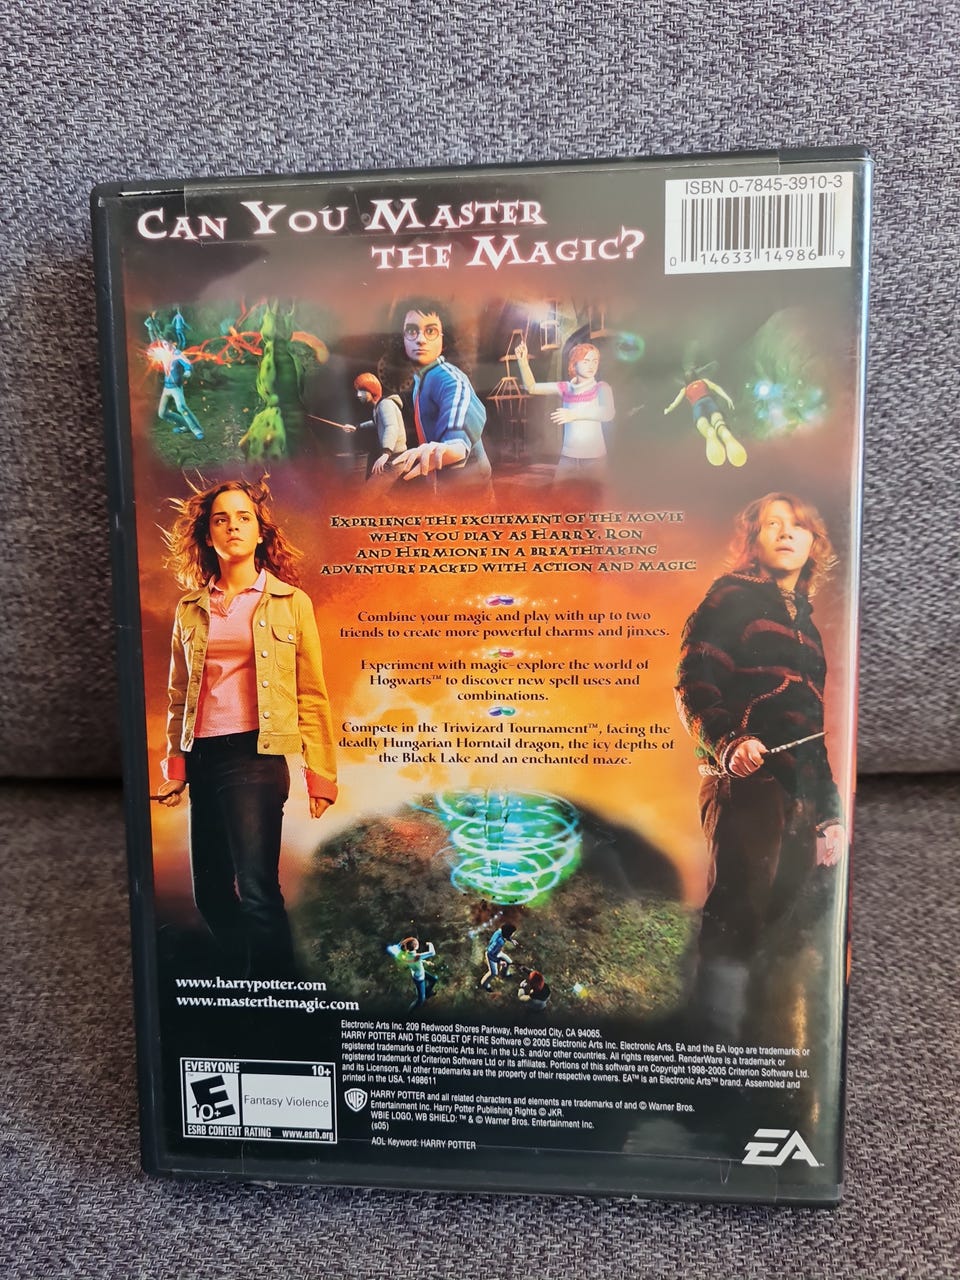 CAN YOU MASTER
THE MAGIC?
ISBN 0-7845-3910-3
0 14633 14986 9
EXPERIENCE THE EXCITEMENT OF THE MOVIE
WHEN YOU PLAY AS HARRY, RON
AND HERMIONE IN A BREATHTAKING
ADVENTURE PACKED WITH ACTION AND MAGIC
Combine your magic and play with up to two
friends to create more powerful charms and jinxes.
Experiment with magic–explore the world of
Hogwarts™ to discover new spell uses and
combinations.
Compete in the Triwizard Tournament™, facing the
deadly Hungarian Horntail dragon, the icy depths of
the Black Lake and an enchanted maze.
www.harrypotter.com
www.masterthemagic.com
Electronic Arts Inc. 209 Redwood Shores Parkway, Redwood City, CA 94065.
HARRY POTTER AND THE GOBLET OF FIRE Software © 2005 Electronic Arts Inc. Electronic Arts, EA and the EA logo are trademarks or
registered trademarks of Electronic Arts Inc. in the U.S. and/or other countries. All rights reserved. RenderWare is a trademark or
registered trademark of Criterion Software Ltd or its affiliates. Portions of this software are Copyright 1998-2005 Criterion Software Ltd.
and its Licensors. All other trademarks are the property of their respective owners. EA™ is an Electronic Arts™ brand. Assembled and
printed in the USA. 1498611
EVERYONE 10+
E
10+
Fantasy Violence
ESRB CONTENT RATING www.esrb.org
WB
HARRY POTTER and all related characters and elements are trademarks of and © Warner Bros.
Entertainment Inc. Harry Potter Publishing Rights © JKR.
WBIE LOGO, WB SHIELD: ™ & © Warner Bros. Entertainment Inc.
(s05)
AOL Keyword: HARRY POTTER
EA™